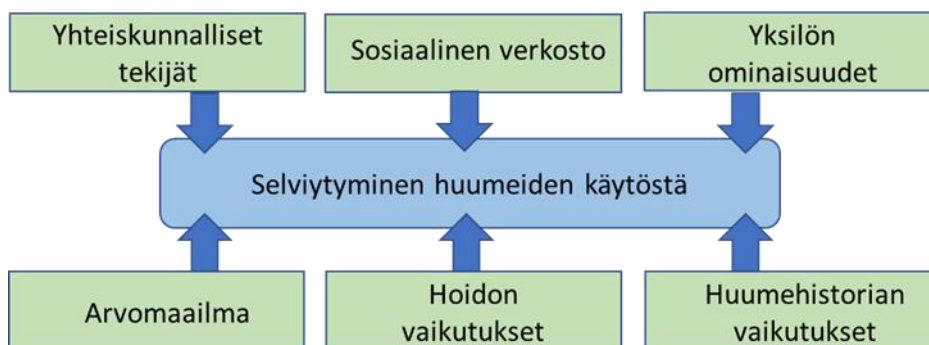 Yhteiskunnalliset
tekijät
Sosiaalinen verkosto
Yksilön
ominaisuudet
Selviytyminen huumeiden käytöstä
Arvomaailma
Hoidon
vaikutukset
Huumehistorian
vaikutukset